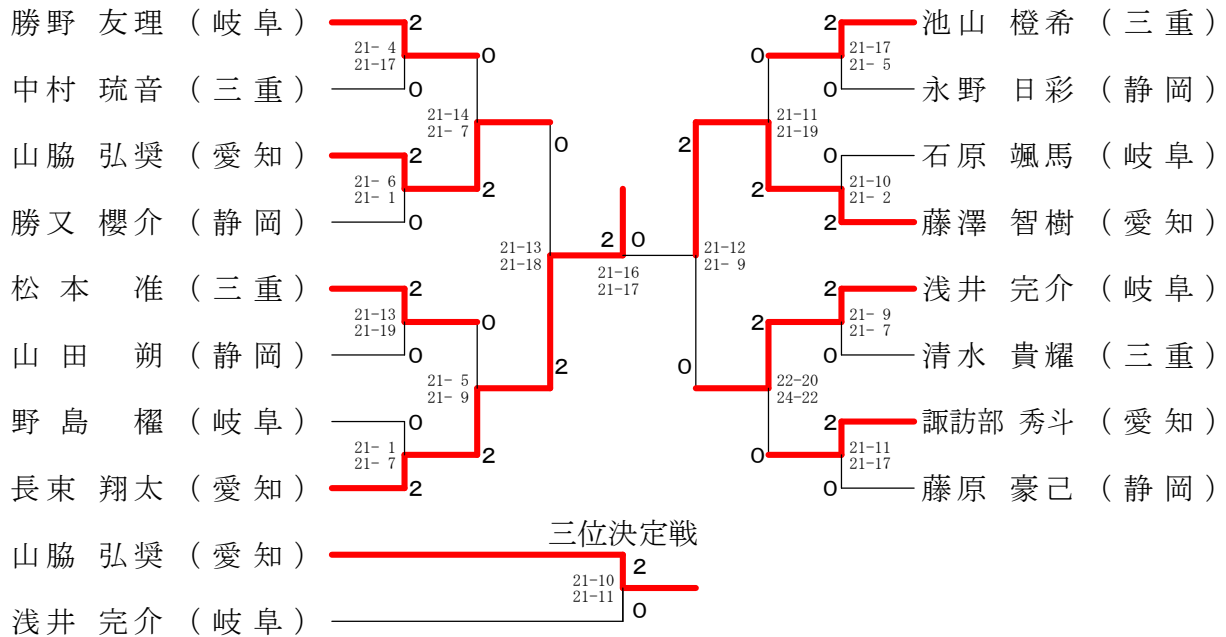 勝野 友理 (岐阜) 2 2 池山 橙希 (三重)
21- 4 0 0 21-17
21-17 21- 5
中村 琉音 (三重) 0 0 永野 日彩 (静岡)
21-14 21-11
21- 7 21-19
0 2
山脇 弘奨 (愛知) 2 0 石原 颯馬 (岐阜)
21- 6 2 2 21-10
21- 1 21- 2
勝又 櫻介 (静岡) 0 2 藤澤 智樹 (愛知)
21-13 2 0 21-12
21-18 21-16 21- 9
21-17
松本 准 (三重) 2 2 浅井 完介 (岐阜)
21-13 0 2 21- 9
21-19 21- 7
山田 朔 (静岡) 0 0 清水 貴耀 (三重)
2 0
21- 5 22-20
21- 9 24-22
野島 櫂 (岐阜) 0 2 諏訪部 秀斗 (愛知)
21- 1 2 0 21-11
21- 7 21-17
長束 翔太 (愛知) 2 0 藤原 豪己 (静岡)
三位決定戦
山脇 弘奨 (愛知) 2
21-10
21-11
浅井 完介 (岐阜) 0